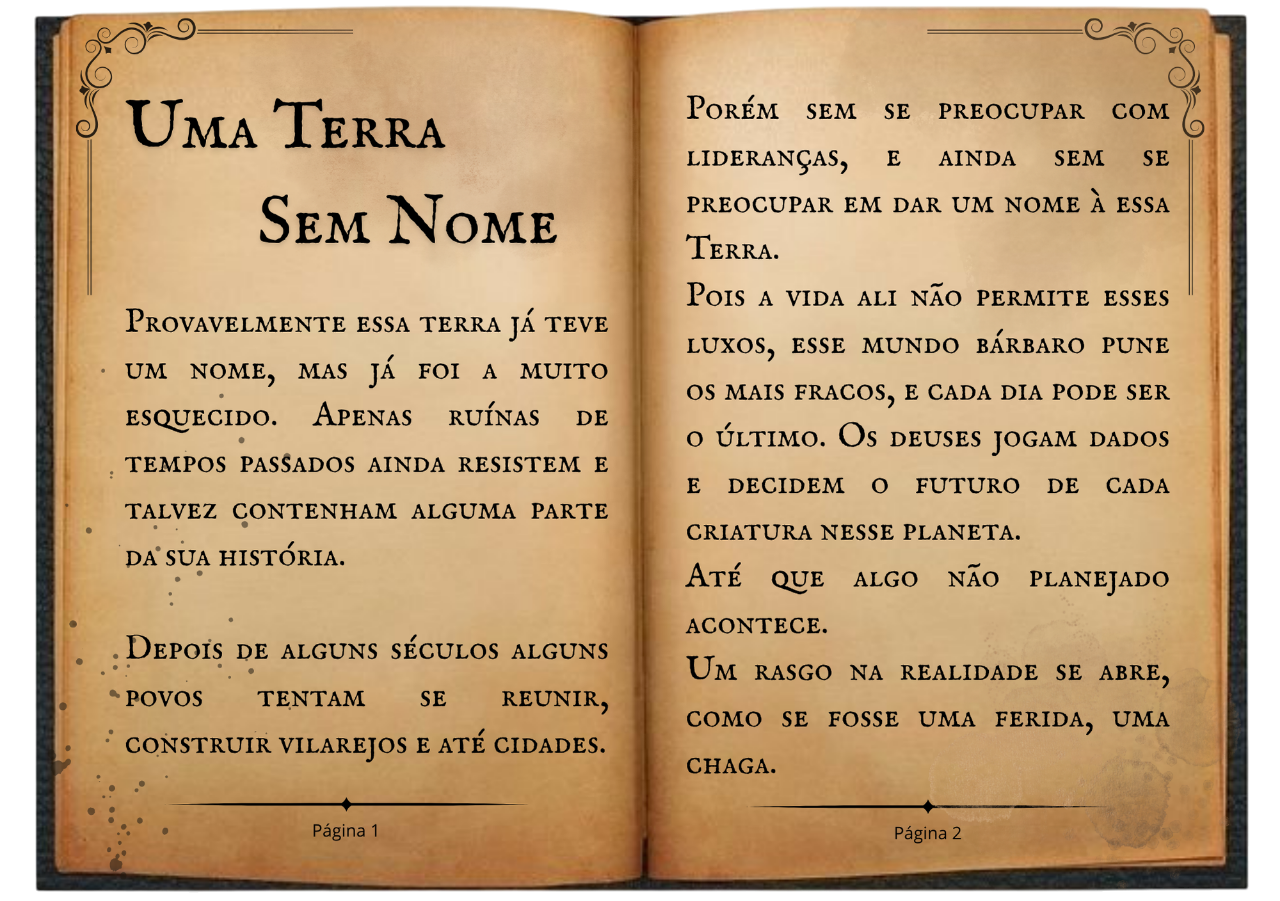 Uma Terra
Sem Nome
Provavelmente essa terra já teve
um nome, mas já foi a muito
esquecido. Apenas ruínas de
tempos passados ainda resistem e
talvez contenham alguma parte
da sua história.
Depois de alguns séculos alguns
povos tentam se reunir,
construir vilarejos e até cidades.
Página 1
Porém sem se preocupar com
lideranças, e ainda sem se
preocupar em dar um nome à essa
Terra.
Pois a vida ali não permite esses
luxos, esse mundo bárbaro pune
os mais fracos, e cada dia pode ser
o último. Os deuses jogam dados
e decidem o futuro de cada
criatura nesse planeta.
Até que algo não planejado
acontece.
Um rasgo na realidade se abre,
como se fosse uma ferida, uma
chaga.
Página 2